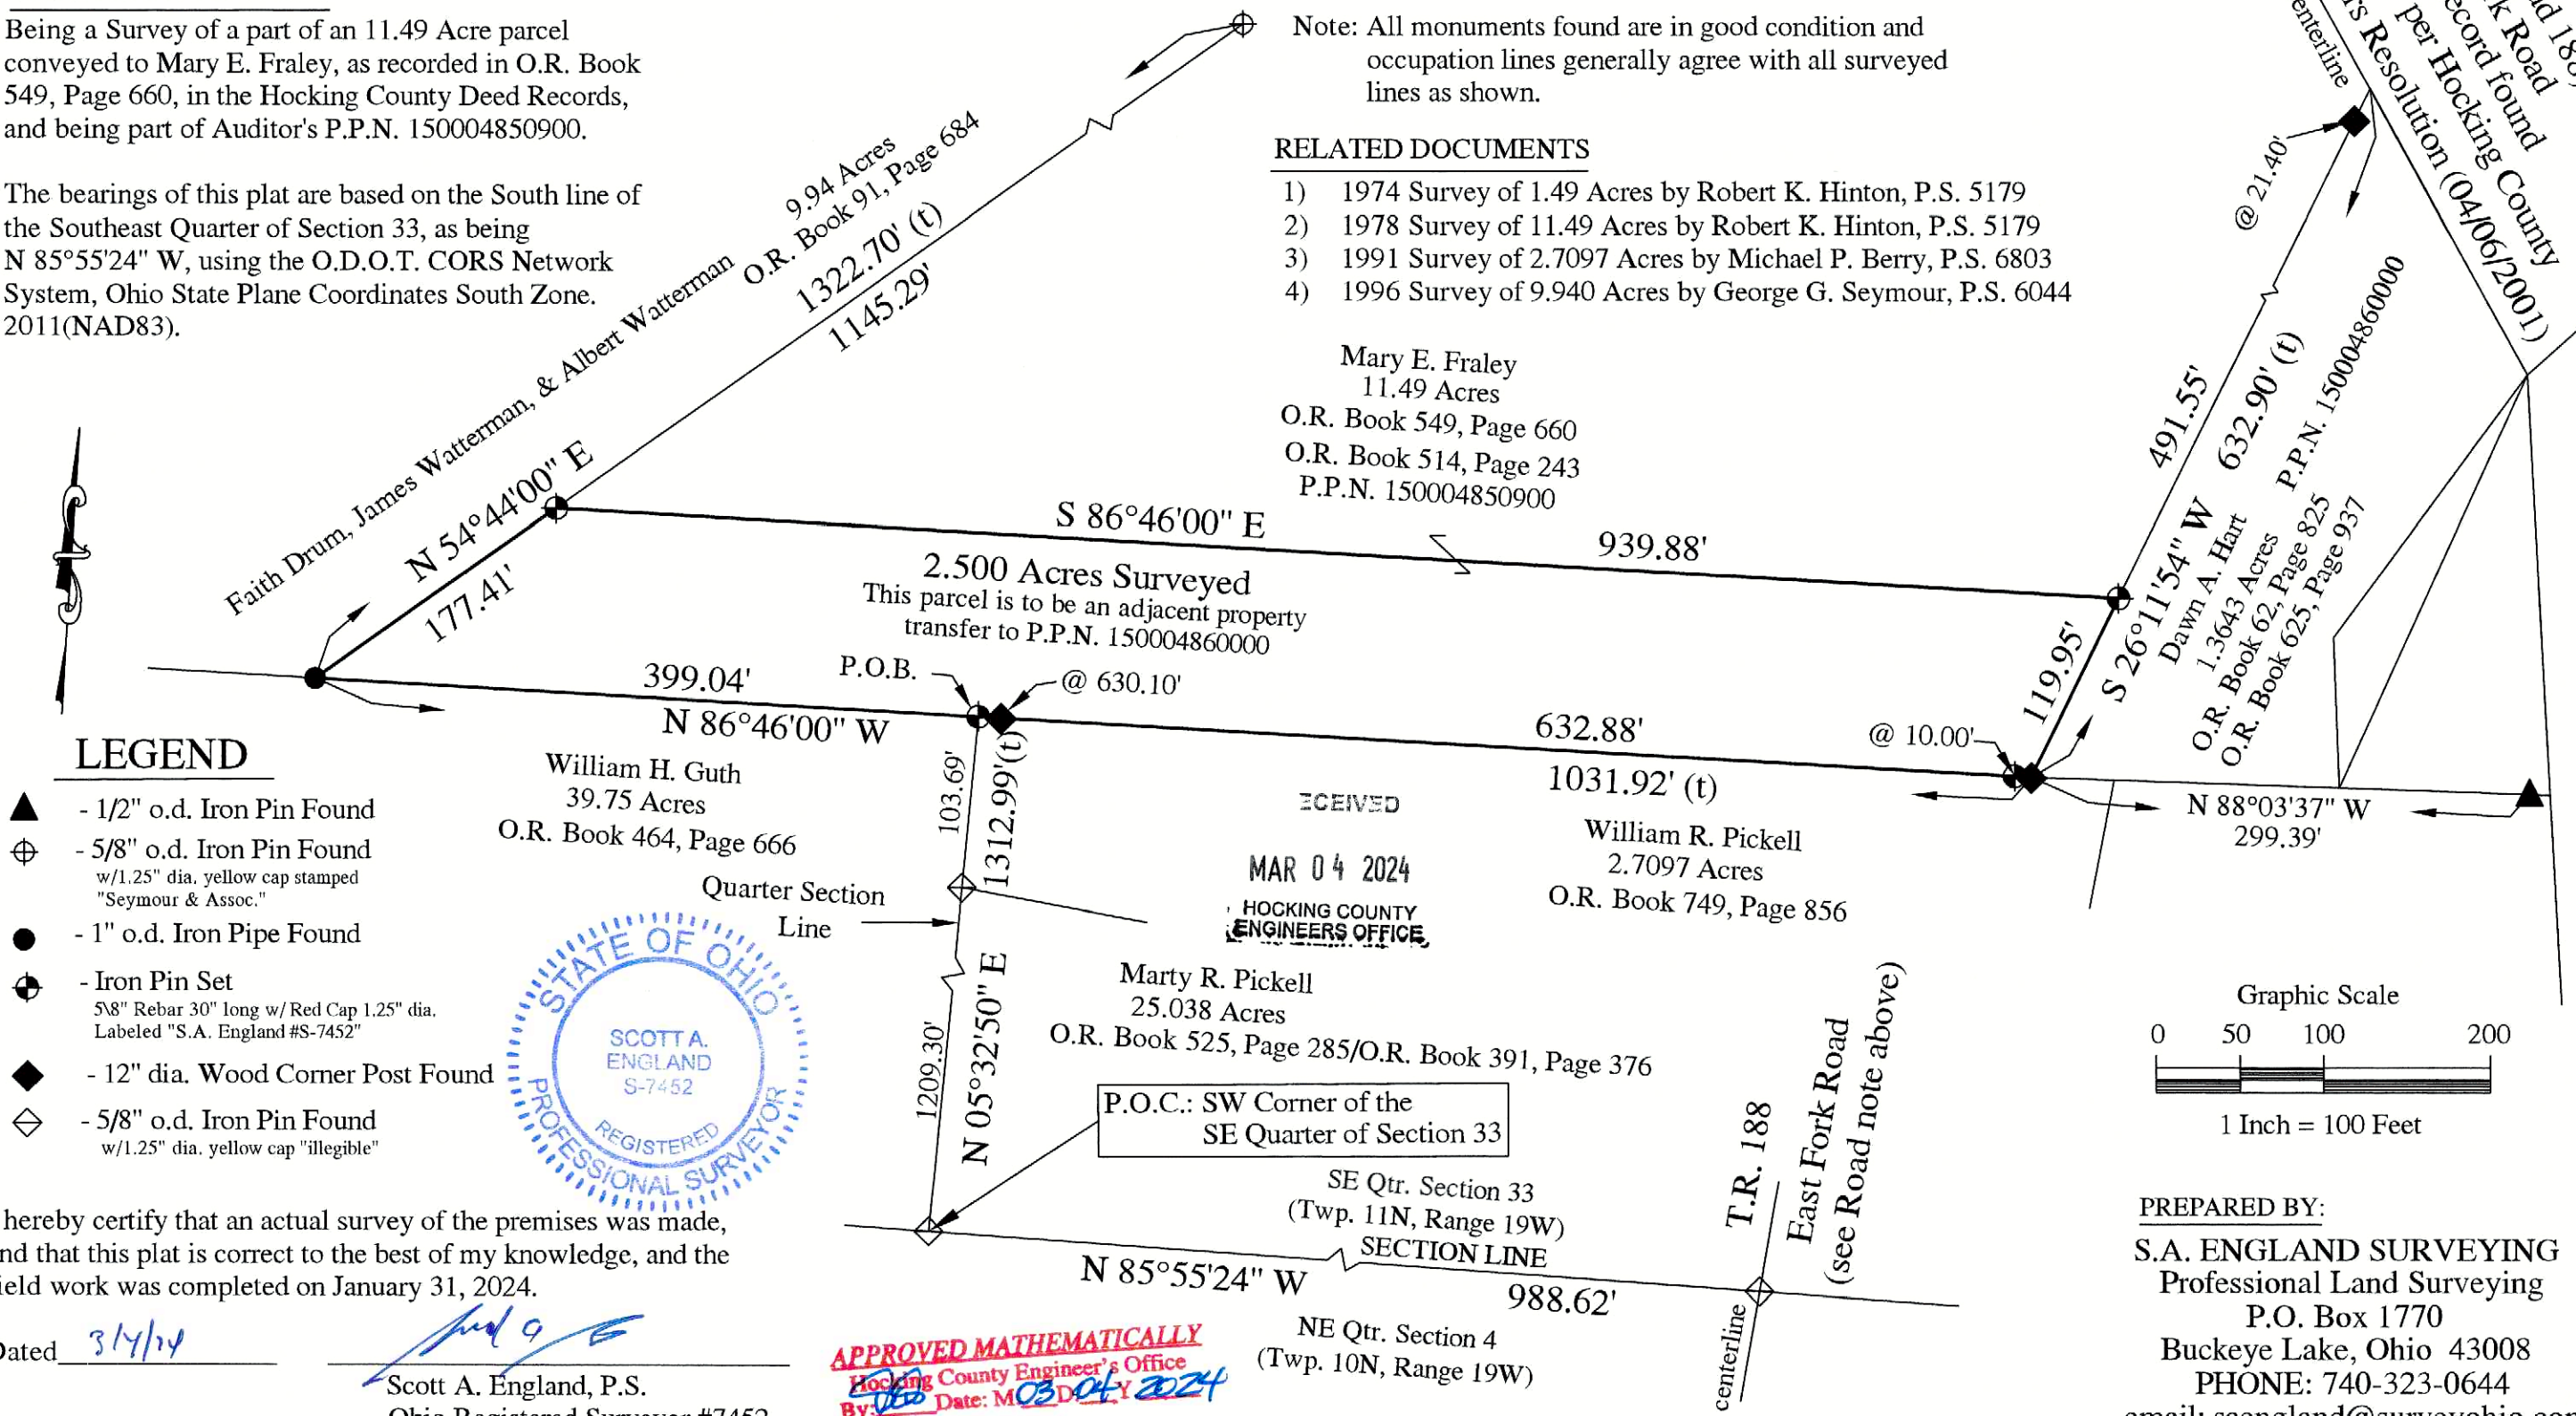 Being a Survey of a part of an 11.49 Acre parcel
conveyed to Mary E. Fraley, as recorded in O.R. Book
549, Page 660, in the Hocking County Deed Records,
and being part of Auditor's P.P.N. 150004850900.
The bearings of this plat are based on the South line of
the Southeast Quarter of Section 33, as being
N 85°55'24" W, using the O.D.O.T. CORS Network
System, Ohio State Plane Coordinates South Zone.
2011(NAD83).
Note: All monuments found are in good condition and
occupation lines generally agree with all surveyed
lines as shown.
RELATED DOCUMENTS
1) 1974 Survey of 1.49 Acres by Robert K. Hinton, P.S. 5179
2) 1978 Survey of 11.49 Acres by Robert K. Hinton, P.S. 5179
3) 1991 Survey of 2.7097 Acres by Michael P. Berry, P.S. 6803
4) 1996 Survey of 9.940 Acres by George G. Seymour, P.S. 6044
Road
ecord found
per Hocking County
Resolution (04/06/2001)
enterline
@ 21.40'
Faith Drum, James Watterman, & Albert Watterman
9.94 Acres
O.R. Book 91, Page 684
1322.70' (t)
1145.29'
N 54°44'00" E
177.41'
Mary E. Fraley
11.49 Acres
O.R. Book 549, Page 660
O.R. Book 514, Page 243
P.P.N. 150004850900
S 86°46'00" E
939.88'
2.500 Acres Surveyed
This parcel is to be an adjacent property
transfer to P.P.N. 150004860000
491.55'
119.95'
S 26°11'54" W 632.90' (t)
Dawn A. Hart P.P.N. 150004860000
1.3643 Acres
O.R. Book 62, Page 825
O.R. Book 625, Page 937
399.04'
N 86°46'00" W
P.O.B.
@ 630.10'
632.88'
1031.92' (t)
@ 10.00'
N 88°03'37" W
299.39'
William H. Guth
39.75 Acres
O.R. Book 464, Page 666
103.69'
1312.99'(t)
Quarter Section
Line
1209.30'
N 05°32'50" E
ECEIVED
MAR 04 2024
HOCKING COUNTY
ENGINEERS OFFICE
William R. Pickell
2.7097 Acres
O.R. Book 749, Page 856
Marty R. Pickell
25.038 Acres
O.R. Book 525, Page 285/O.R. Book 391, Page 376
P.O.C.: SW Corner of the
SE Quarter of Section 33
SE Qtr. Section 33
(Twp. 11N, Range 19W)
SECTION LINE
N 85°55'24" W
988.62'
NE Qtr. Section 4
(Twp. 10N, Range 19W)
T.R. 188
East Fork Road
(see Road note above)
centerline
LEGEND
- 1/2" o.d. Iron Pin Found
- 5/8" o.d. Iron Pin Found
w/1.25" dia. yellow cap stamped
"Seymour & Assoc."
- 1" o.d. Iron Pipe Found
- Iron Pin Set
5\8" Rebar 30" long w/ Red Cap 1.25" dia.
Labeled "S.A. England #S-7452"
- 12" dia. Wood Corner Post Found
- 5/8" o.d. Iron Pin Found
w/1.25" dia. yellow cap "illegible"
STATE OF OHIO
SCOTT A.
ENGLAND
S-7452
REGISTERED
PROFESSIONAL SURVEYOR
hereby certify that an actual survey of the premises was made,
nd that this plat is correct to the best of my knowledge, and the
ield work was completed on January 31, 2024.
Dated 3/4/24
Scott A. England, P.S.
Ohio Registered Surveyor #7452
APPROVED MATHEMATICALLY
Hocking County Engineer's Office
By: Date: M 03 D 04 Y 2024
Graphic Scale
0 50 100 200
1 Inch = 100 Feet
PREPARED BY:
S.A. ENGLAND SURVEYING
Professional Land Surveying
P.O. Box 1770
Buckeye Lake, Ohio 43008
PHONE: 740-323-0644